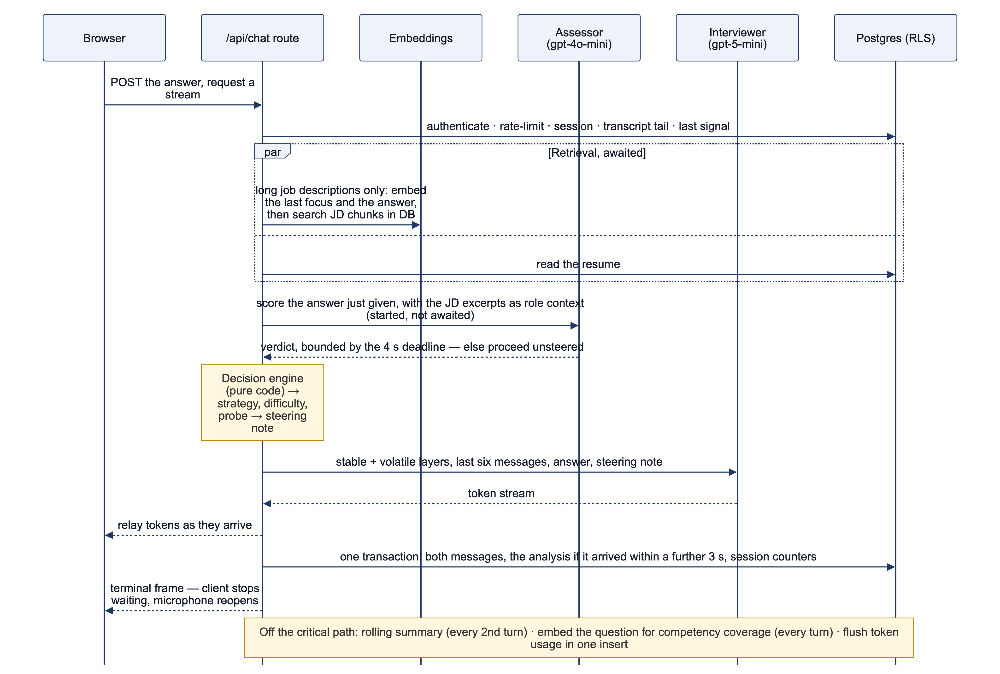 Browser
/api/chat route
Embeddings
Assessor
(gpt-4o-mini)
Interviewer
(gpt-5-mini)
Postgres (RLS)
POST the answer, request a
stream
authenticate · rate-limit · session · transcript tail · last signal
par
[Retrieval, awaited]
long job descriptions only: embed
the last focus and the answer,
then search JD chunks in DB
read the resume
score the answer just given, with the JD excerpts as role context
(started, not awaited)
verdict, bounded by the 4 s deadline — else proceed unsteered
Decision engine
(pure code) →
strategy, difficulty,
probe → steering
note
stable + volatile layers, last six messages, answer, steering note
token stream
relay tokens as they arrive
one transaction: both messages, the analysis if it arrived within a further 3 s, session counters
terminal frame — client stops
waiting, microphone reopens
Off the critical path: rolling summary (every 2nd turn) · embed the question for competency coverage (every turn) · flush token
usage in one insert